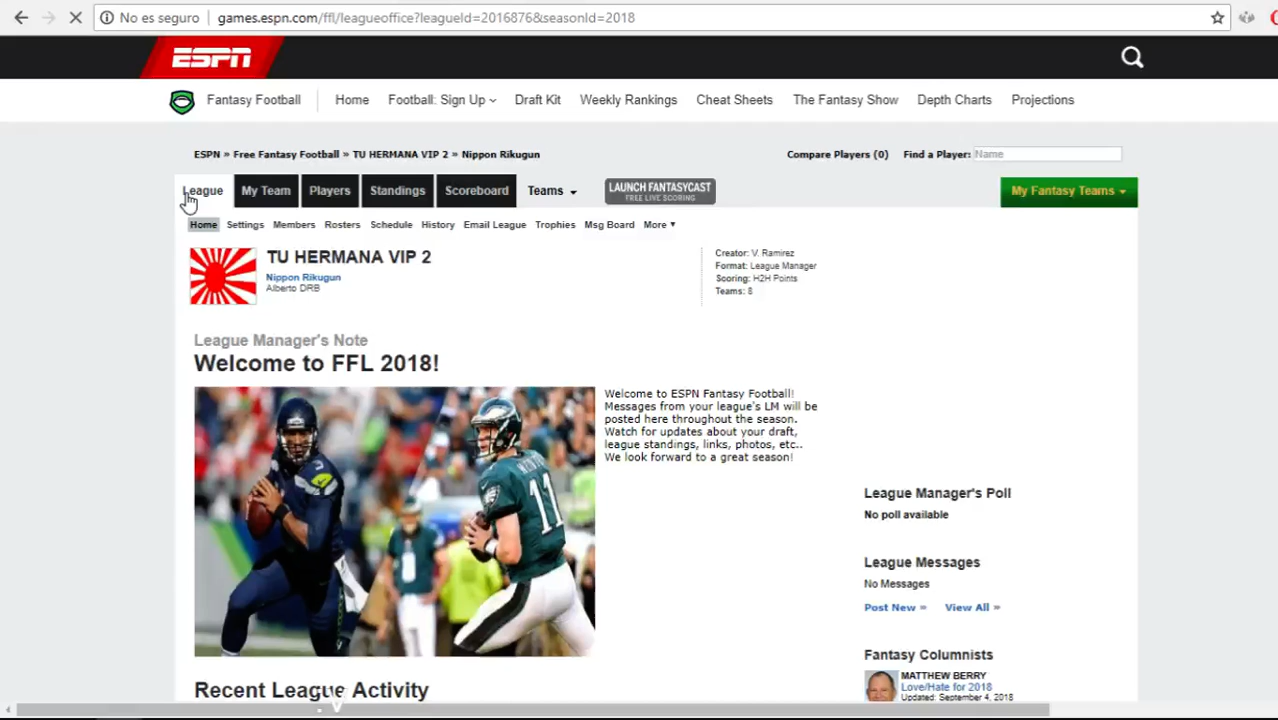 No es seguro games.espn.com/ffl/leagueoffice?leagueId=2016876&seasonId=2018
ESPN
Fantasy Football Home Football: Sign Up Draft Kit Weekly Rankings Cheat Sheets The Fantasy Show Depth Charts Projections
ESPN » Free Fantasy Football » TU HERMANA VIP 2 » Nippon Rikugun Compare Players (0) Find a Player: Name
League My Team Players Standings Scoreboard Teams LAUNCH FANTASYCAST My Fantasy Teams
FREE LIVE SCORING
Home Settings Members Rosters Schedule History Email League Trophies Msg Board More
TU HERMANA VIP 2
Nippon Rikugun
Alberto DRB
Creator: V. Ramirez
Format: League Manager
Scoring: H2H Points
Teams: 8
League Manager's Note
Welcome to FFL 2018!
Welcome to ESPN Fantasy Football!
Messages from your league's LM will be
posted here throughout the season.
Watch for updates about your draft,
league standings, links, photos, etc..
We look forward to a great season!
11
League Manager's Poll
No poll available
League Messages
No Messages
Post New » View All »
Fantasy Columnists
MATTHEW BERRY
Love/Hate for 2018
Updated: September 4, 2018
Recent League Activity